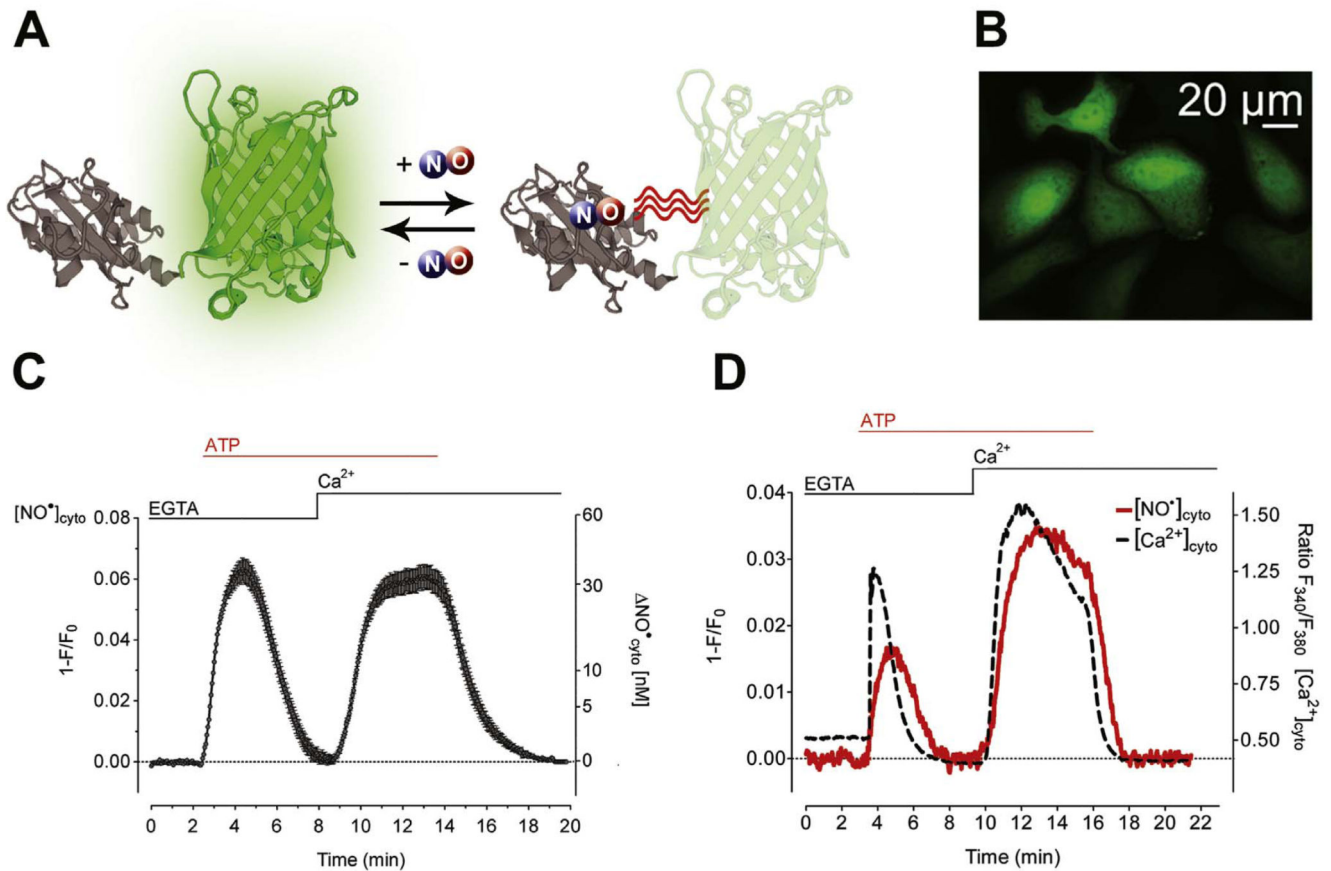 A
+ NO
- NO
NO
B
20 µm
C
ATP
Ca²⁺
EGTA
[NO•]cyto
0.08
0.06
0.04
0.02
0.00
1-F/F₀
60
30
10
5
0
ΔNO•cyto [nM]
0 2 4 6 8 10 12 14 16 18 20
Time (min)
D
ATP
Ca²⁺
EGTA
0.04
0.03
0.02
0.01
0.00
1-F/F₀
[NO•]cyto
[Ca²⁺]cyto
1.50
1.25
1.00
0.75
0.50
Ratio F₃₄₀/F₃₈₀ [Ca²⁺]cyto
0 2 4 6 8 10 12 14 16 18 20 22
Time (min)